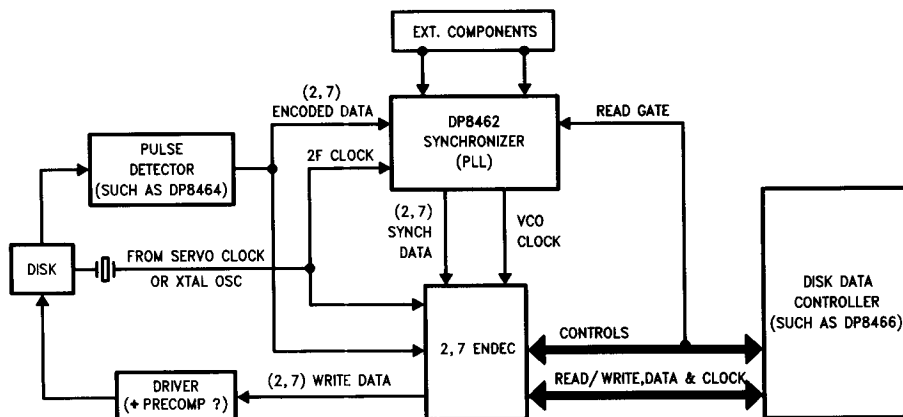 EXT. COMPONENTS
(2,7)
ENCODED DATA
DP8462
SYNCHRONIZER
(PLL)
READ GATE
PULSE
DETECTOR
(SUCH AS DP8464)
2F CLOCK
(2,7)
SYNCH
DATA
VCO
CLOCK
DISK
FROM SERVO CLOCK
OR XTAL OSC
DISK DATA
CONTROLLER
(SUCH AS DP8466)
2,7 ENDEC
CONTROLS
READ/WRITE,DATA & CLOCK
DRIVER
(+ PRECOMP ?)
(2,7) WRITE DATA